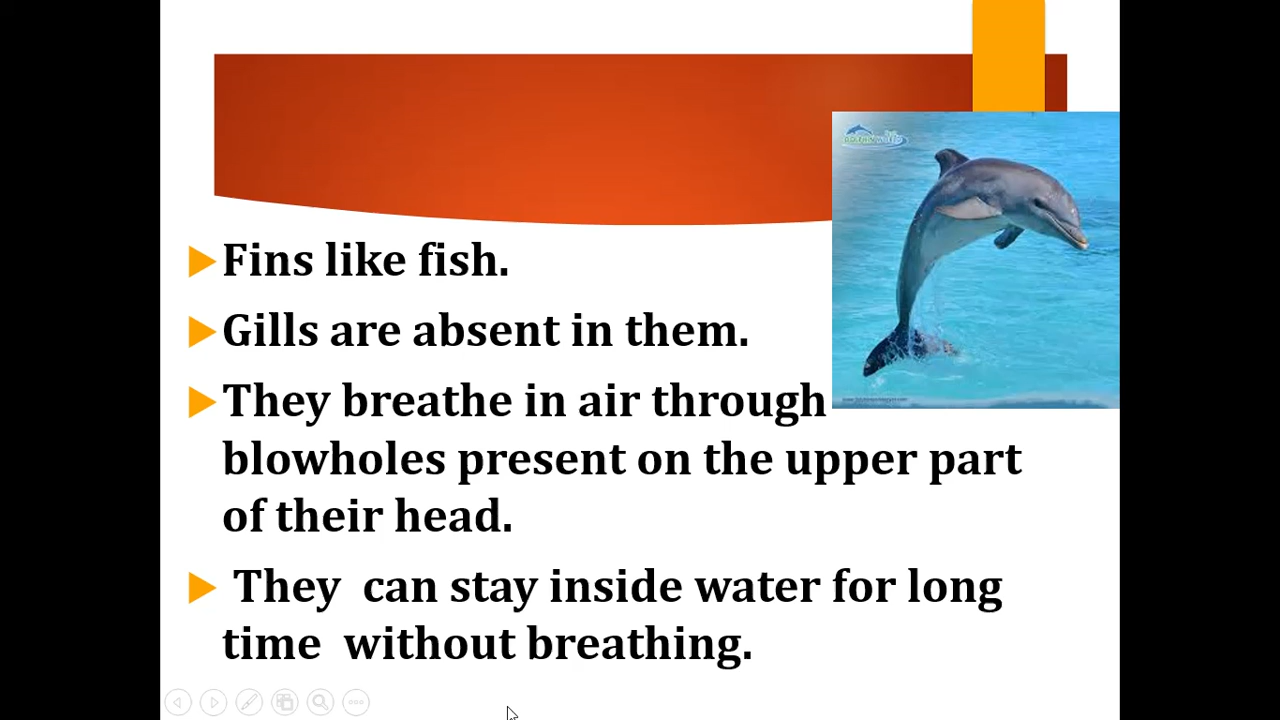 Fins like fish.
Gills are absent in them.
They breathe in air through
blowholes present on the upper part
of their head.
They can stay inside water for long
time without breathing.